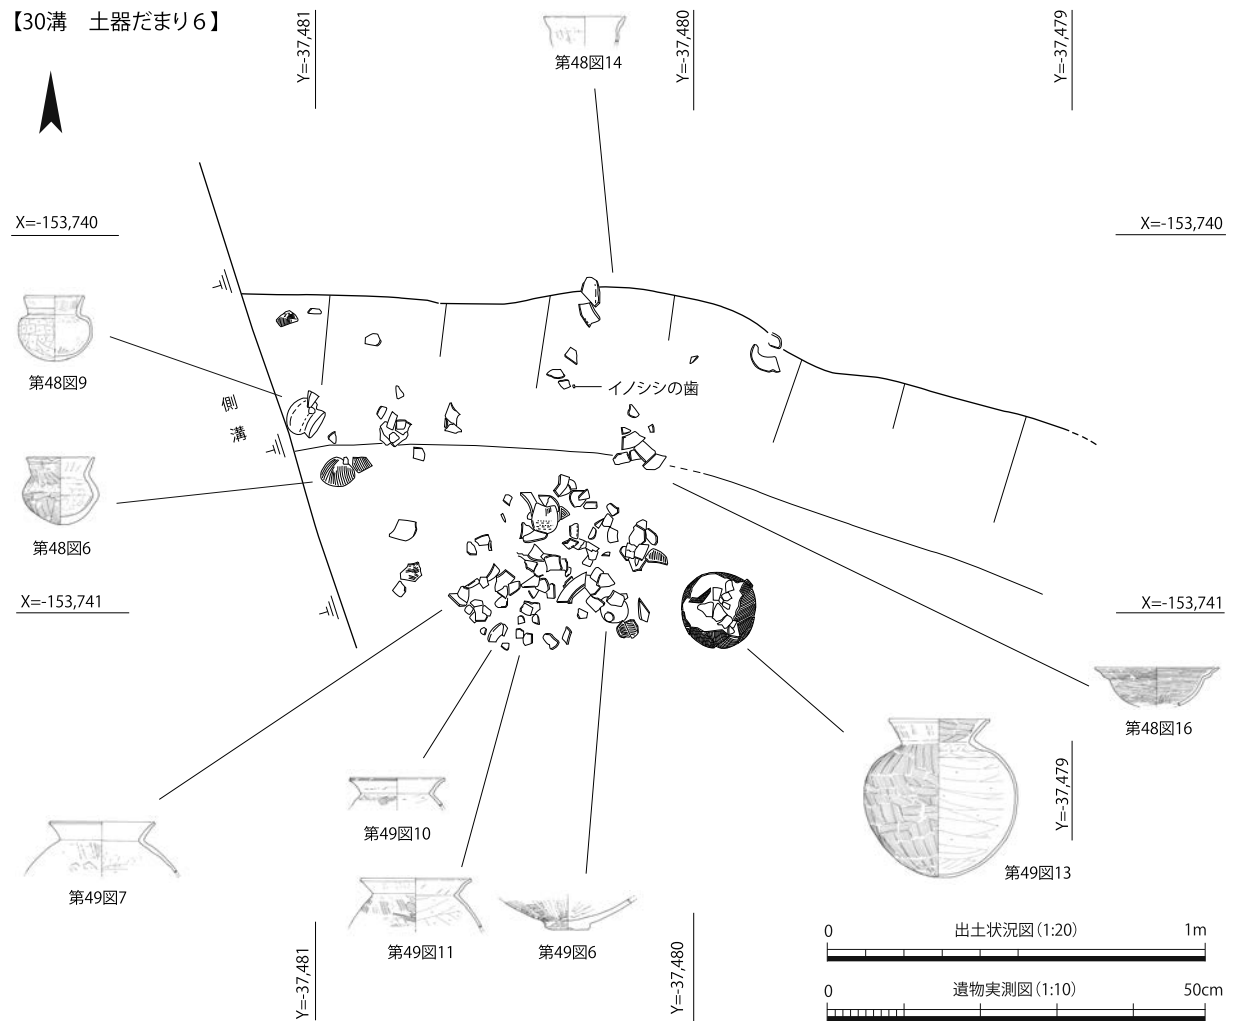 【30溝　土器だまり６】
Y=-37,481
第48図14
Y=-37,480
Y=-37,479
X=-153,740
X=-153,740
第48図9
イノシシの歯
側溝
第48図6
X=-153,741
X=-153,741
第48図16
第49図10
第49図7
第49図11
第49図6
第49図13
Y=-37,479
Y=-37,481
Y=-37,480
0 出土状況図（1:20） 1m
0 遺物実測図（1:10） 50cm